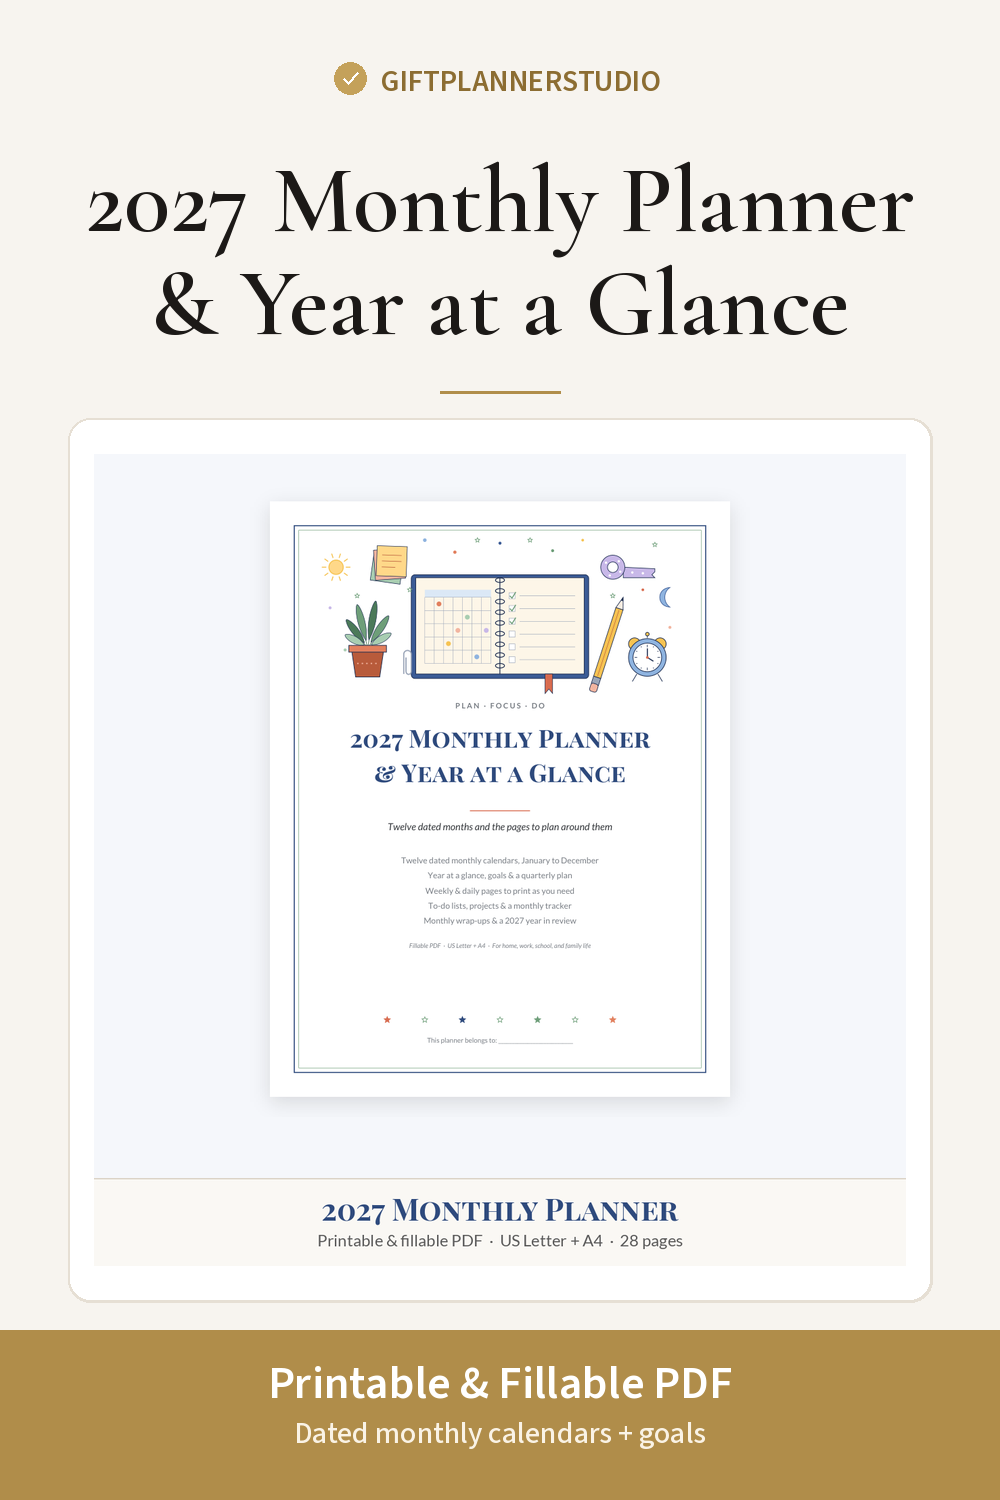 GIFTPLANNERSTUDIO
2027 Monthly Planner
& Year at a Glance
PLAN · FOCUS · DO
2027 Monthly Planner
& Year at a Glance
Twelve dated months and the pages to plan around them
Twelve dated monthly calendars, January to December
Year at a glance, goals & a quarterly plan
Weekly & daily pages to print as you need
To-do lists, projects & a monthly tracker
Monthly wrap-ups & a 2027 year in review
Fillable PDF · US Letter + A4 · For home, work, school, and family life
This planner belongs to: ____________________
2027 Monthly Planner
Printable & fillable PDF · US Letter + A4 · 28 pages
Printable & Fillable PDF
Dated monthly calendars + goals